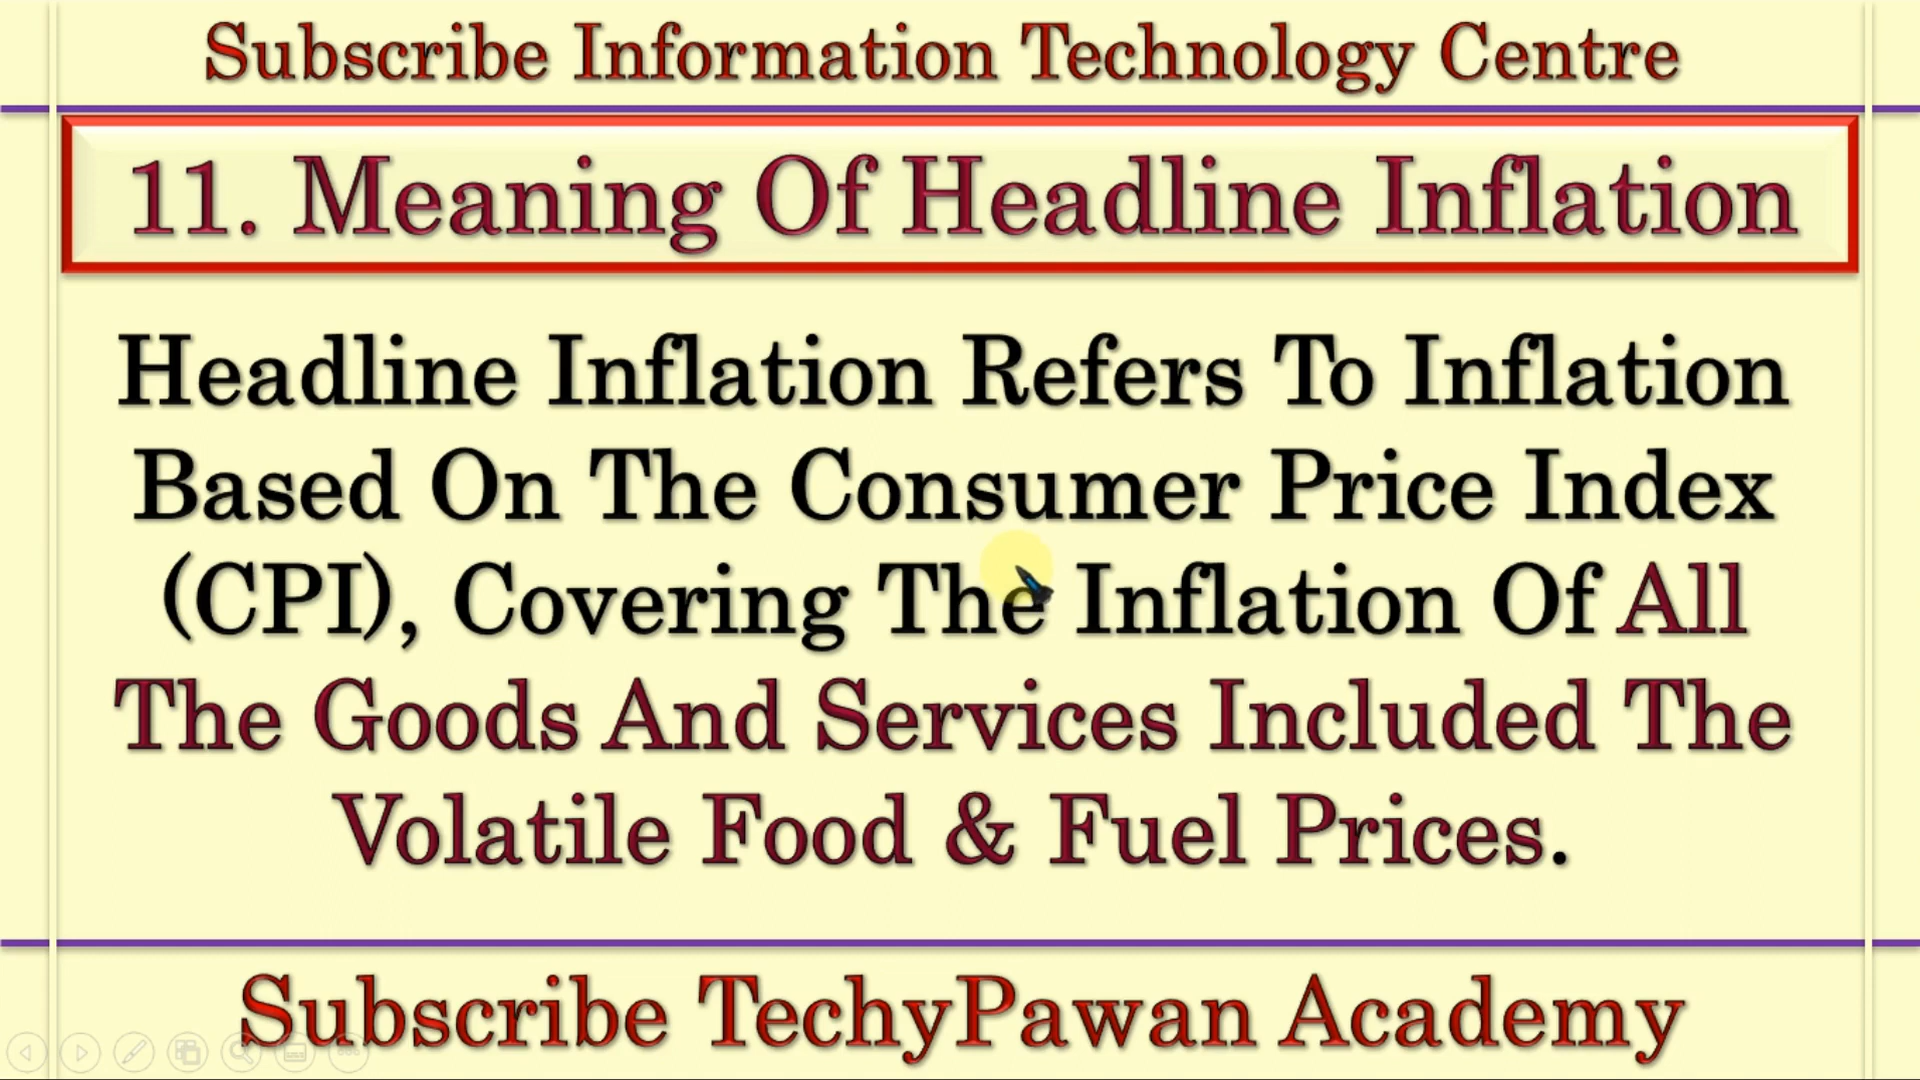 Subscribe Information Technology Centre
11. Meaning Of Headline Inflation
Headline Inflation Refers To Inflation
Based On The Consumer Price Index
(CPI), Covering The Inflation Of All
The Goods And Services Included The
Volatile Food & Fuel Prices.
Subscribe TechyPawan Academy